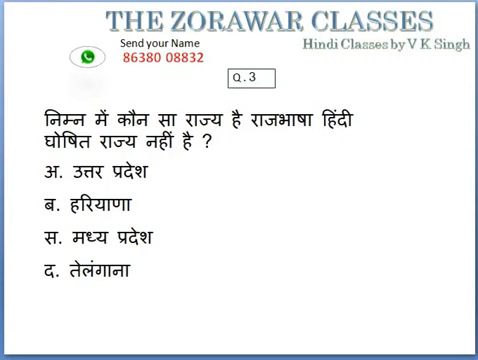 THE ZORAWAR CLASSES
Send your Name
Hindi Classes by V K Singh
86380 08832
Q.3
निम्न में कौन सा राज्य है राजभाषा हिंदी
घोषित राज्य नहीं है ?
अ. उत्तर प्रदेश
ब. हरियाणा
स. मध्य प्रदेश
द. तेलंगाना